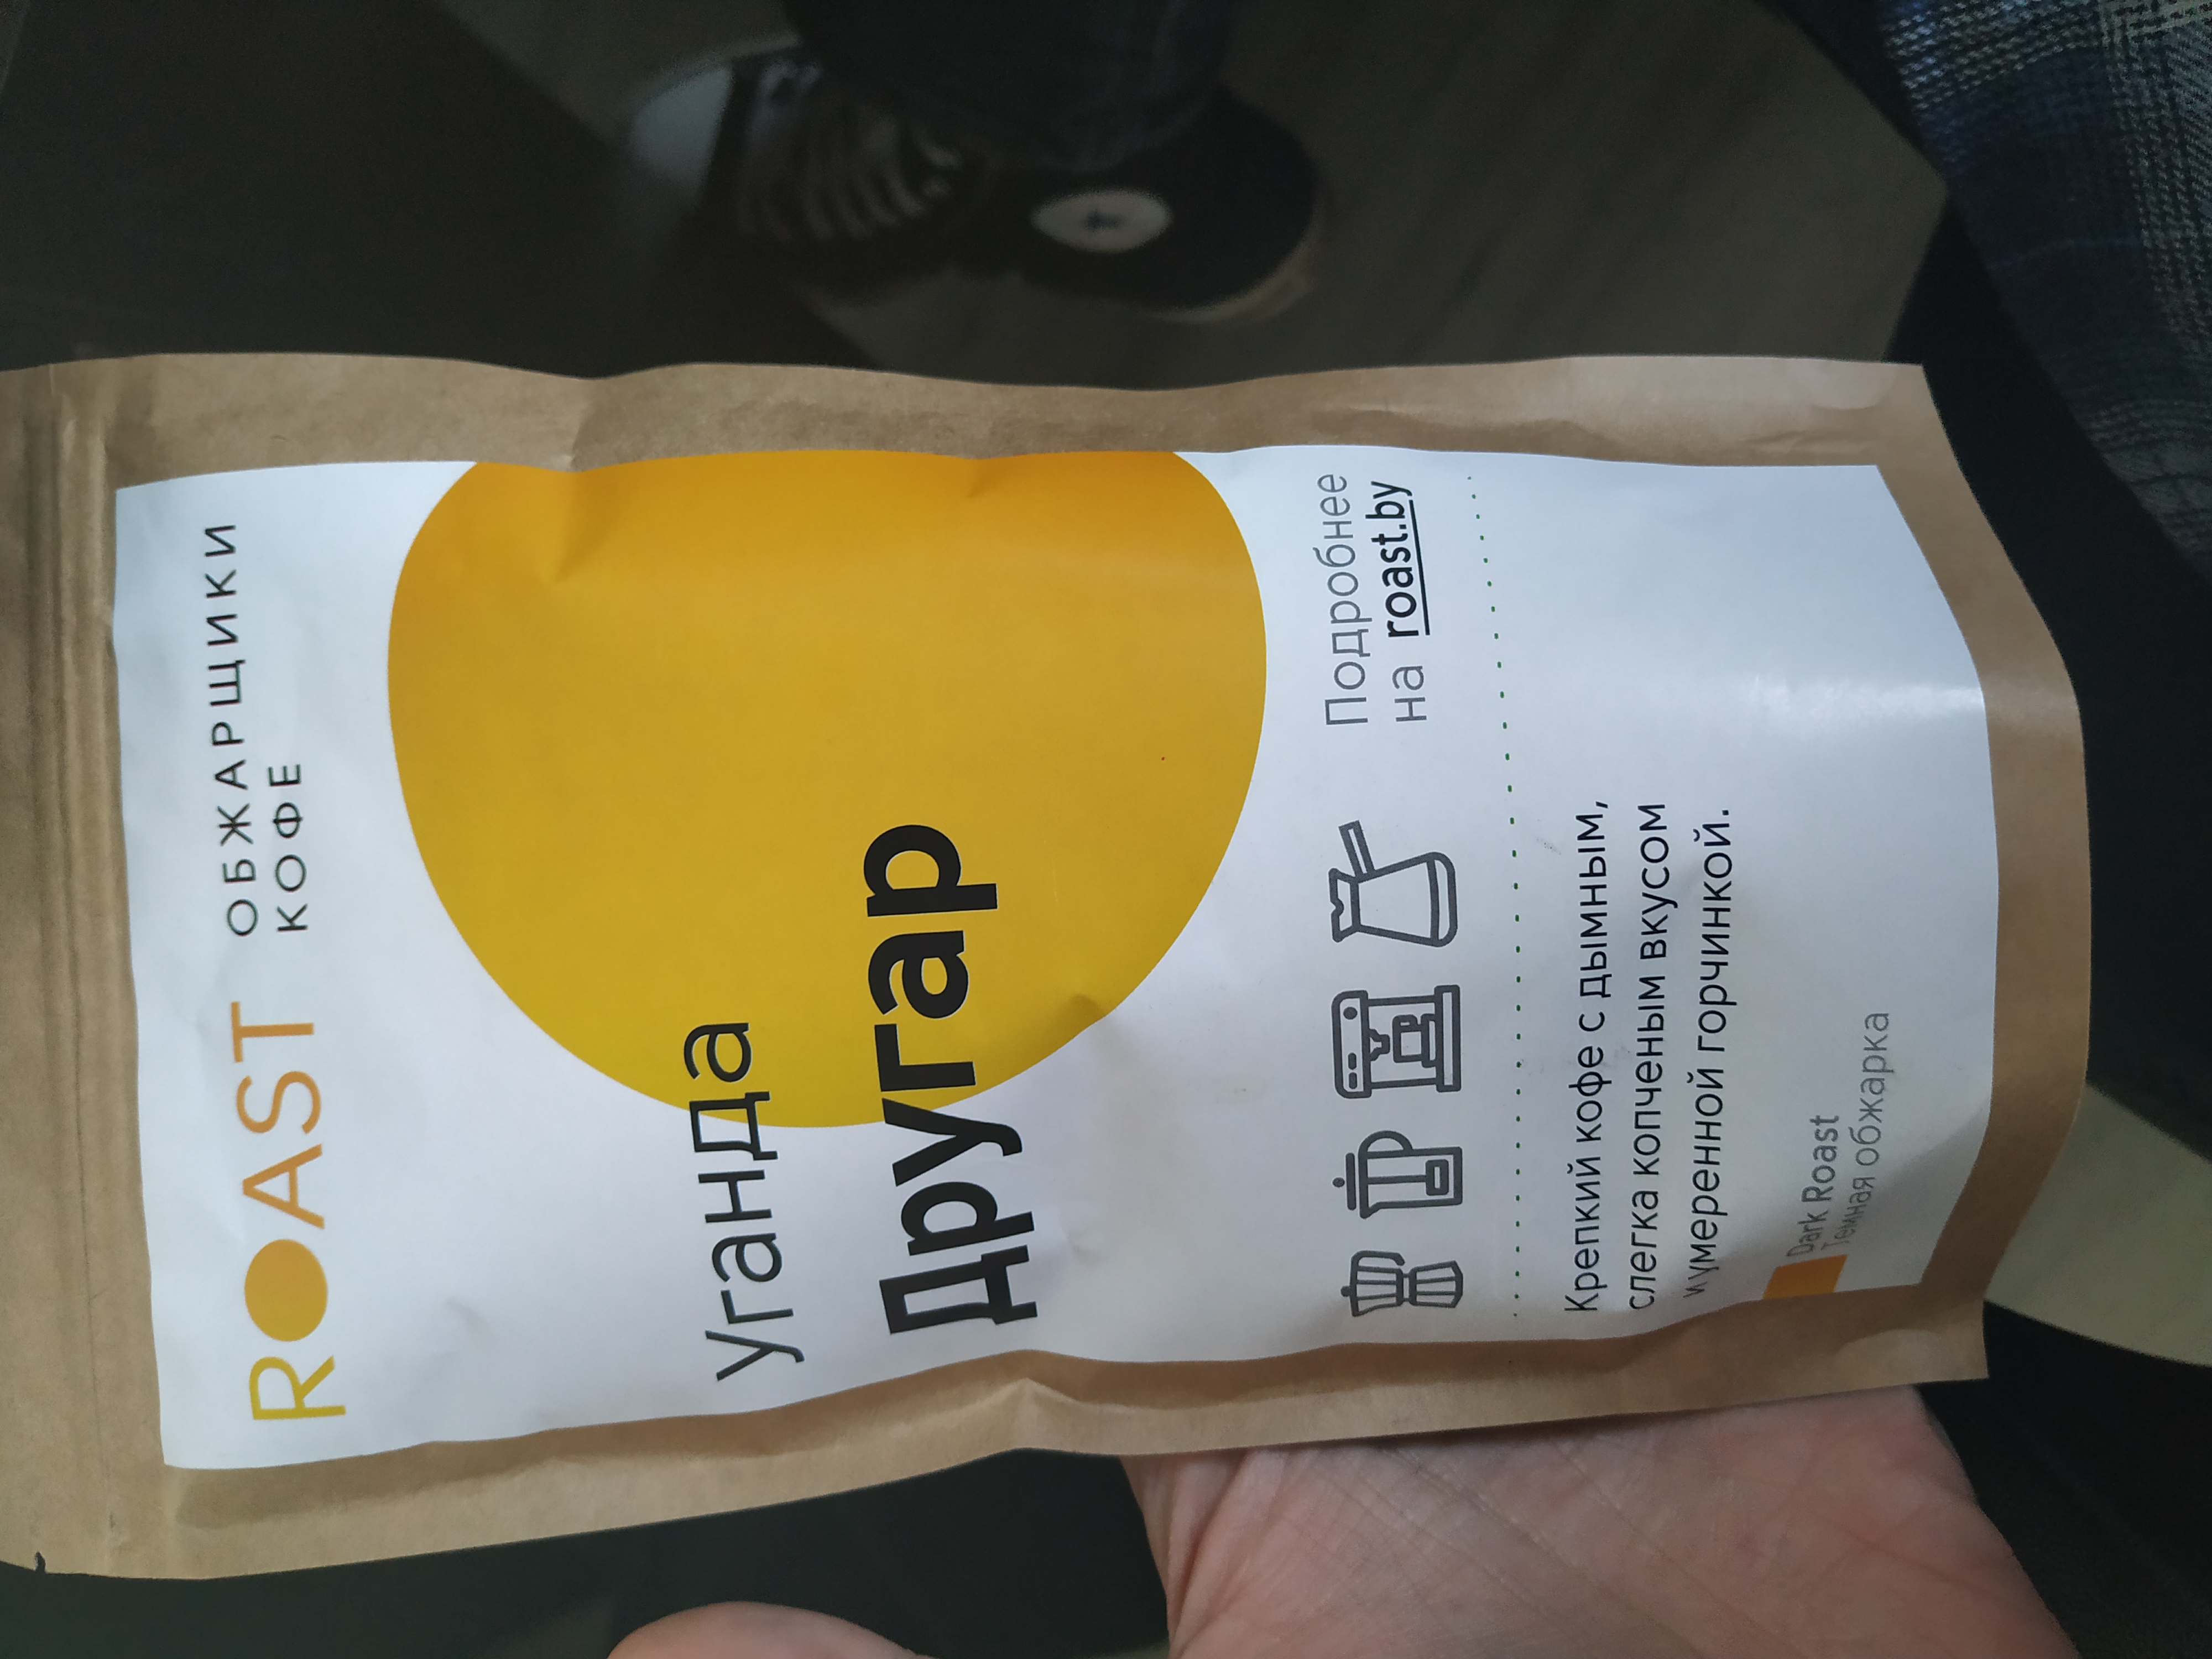 ROAST
ОБЖАРЩИКИ
КОФЕ
Уганда
Другар
Подробнее
на roast.by
Крепкий кофе с дымным,
слегка копченым вкусом
и умеренной горчинкой.
Dark Roast
Темная обжарка